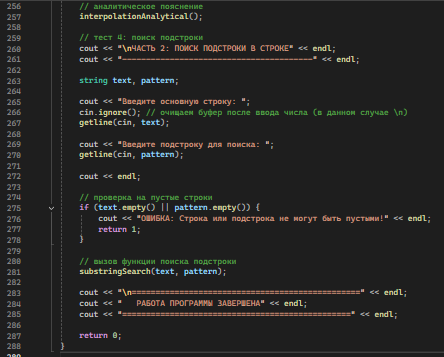 256 // аналитическое пояснение
257 interpolationAnalytical();
258
259 // тест 4: поиск подстроки
260 cout << "\nЧАСТЬ 2: ПОИСК ПОДСТРОКИ В СТРОКЕ" << endl;
261 cout << "========================================" << endl;
262
263 string text, pattern;
264
265 cout << "Введите основную строку: ";
266 cin.ignore(); // очищаем буфер после ввода числа (в данном случае \n)
267 getline(cin, text);
268
269 cout << "Введите подстроку для поиска: ";
270 getline(cin, pattern);
271
272 cout << endl;
273
274 // проверка на пустые строки
275 if (text.empty() || pattern.empty()) {
276 cout << "ОШИБКА: Строка или подстрока не могут быть пустыми!" << endl;
277 return 1;
278 }
279
280 // вызов функции поиска подстроки
281 substringSearch(text, pattern);
282
283 cout << "\n================================================" << endl;
284 cout << "   РАБОТА ПРОГРАММЫ ЗАВЕРШЕНА" << endl;
285 cout << "================================================" << endl;
286
287 return 0;
288 }